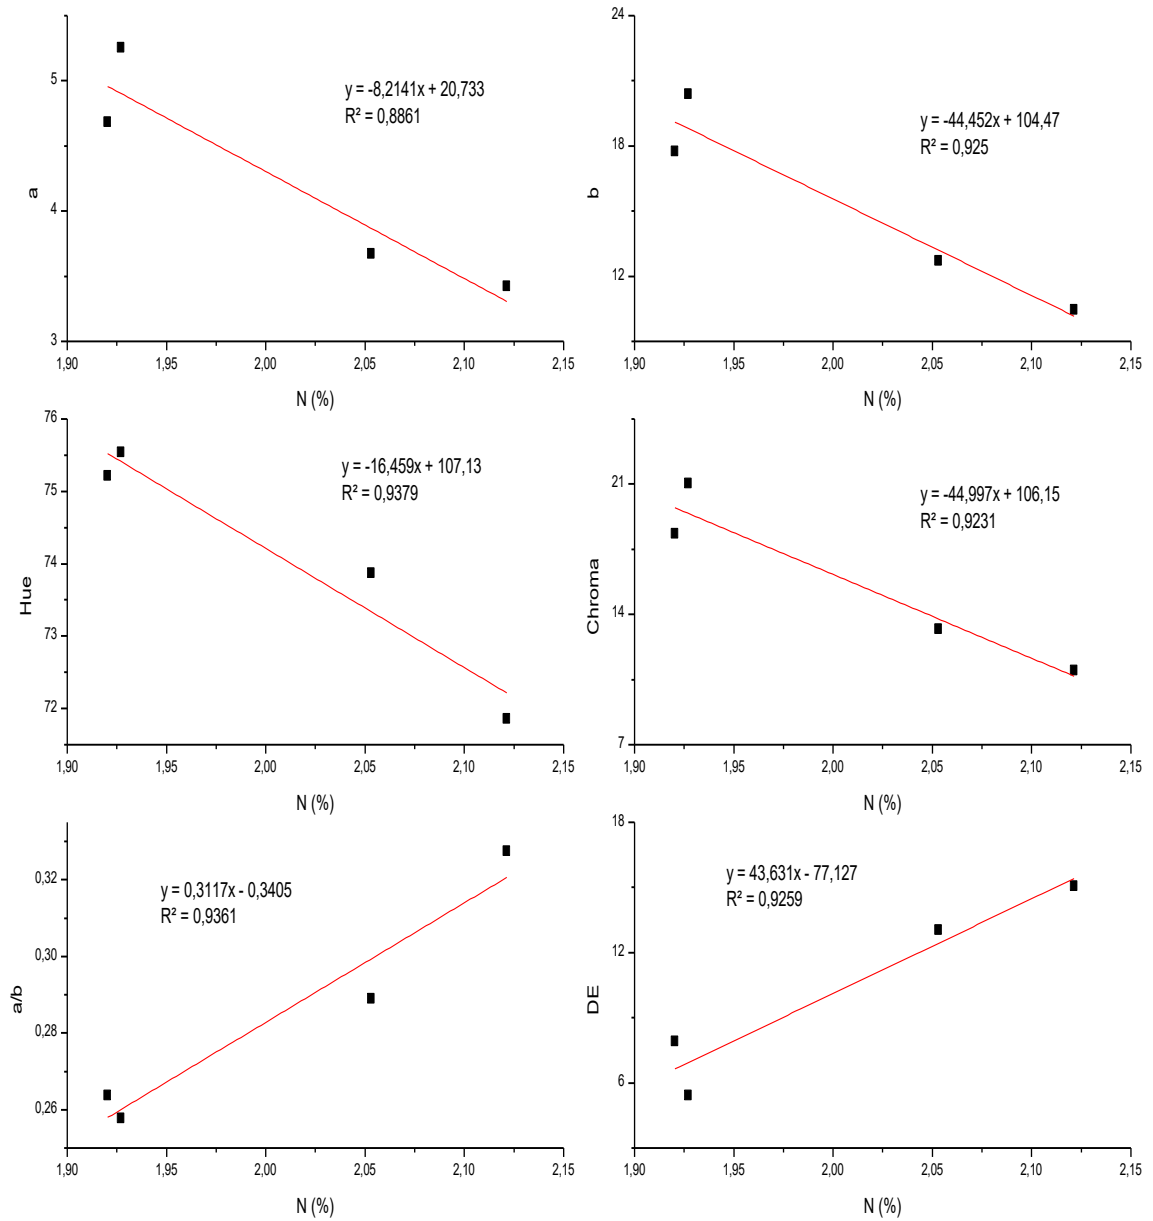 5
4
3
a
y = -8,2141x + 20,733
R² = 0,8861
1,90 1,95 2,00 2,05 2,10 2,15
N (%)
24
18
12
b
y = -44,452x + 104,47
R² = 0,925
1,90 1,95 2,00 2,05 2,10 2,15
N (%)
76
75
74
73
72
Hue
y = -16,459x + 107,13
R² = 0,9379
1,90 1,95 2,00 2,05 2,10 2,15
N (%)
21
14
7
Chroma
y = -44,997x + 106,15
R² = 0,9231
1,90 1,95 2,00 2,05 2,10 2,15
N (%)
0,32
0,30
0,28
0,26
a/b
y = 0,3117x - 0,3405
R² = 0,9361
1,90 1,95 2,00 2,05 2,10 2,15
N (%)
18
12
6
DE
y = 43,631x - 77,127
R² = 0,9259
1,90 1,95 2,00 2,05 2,10 2,15
N (%)